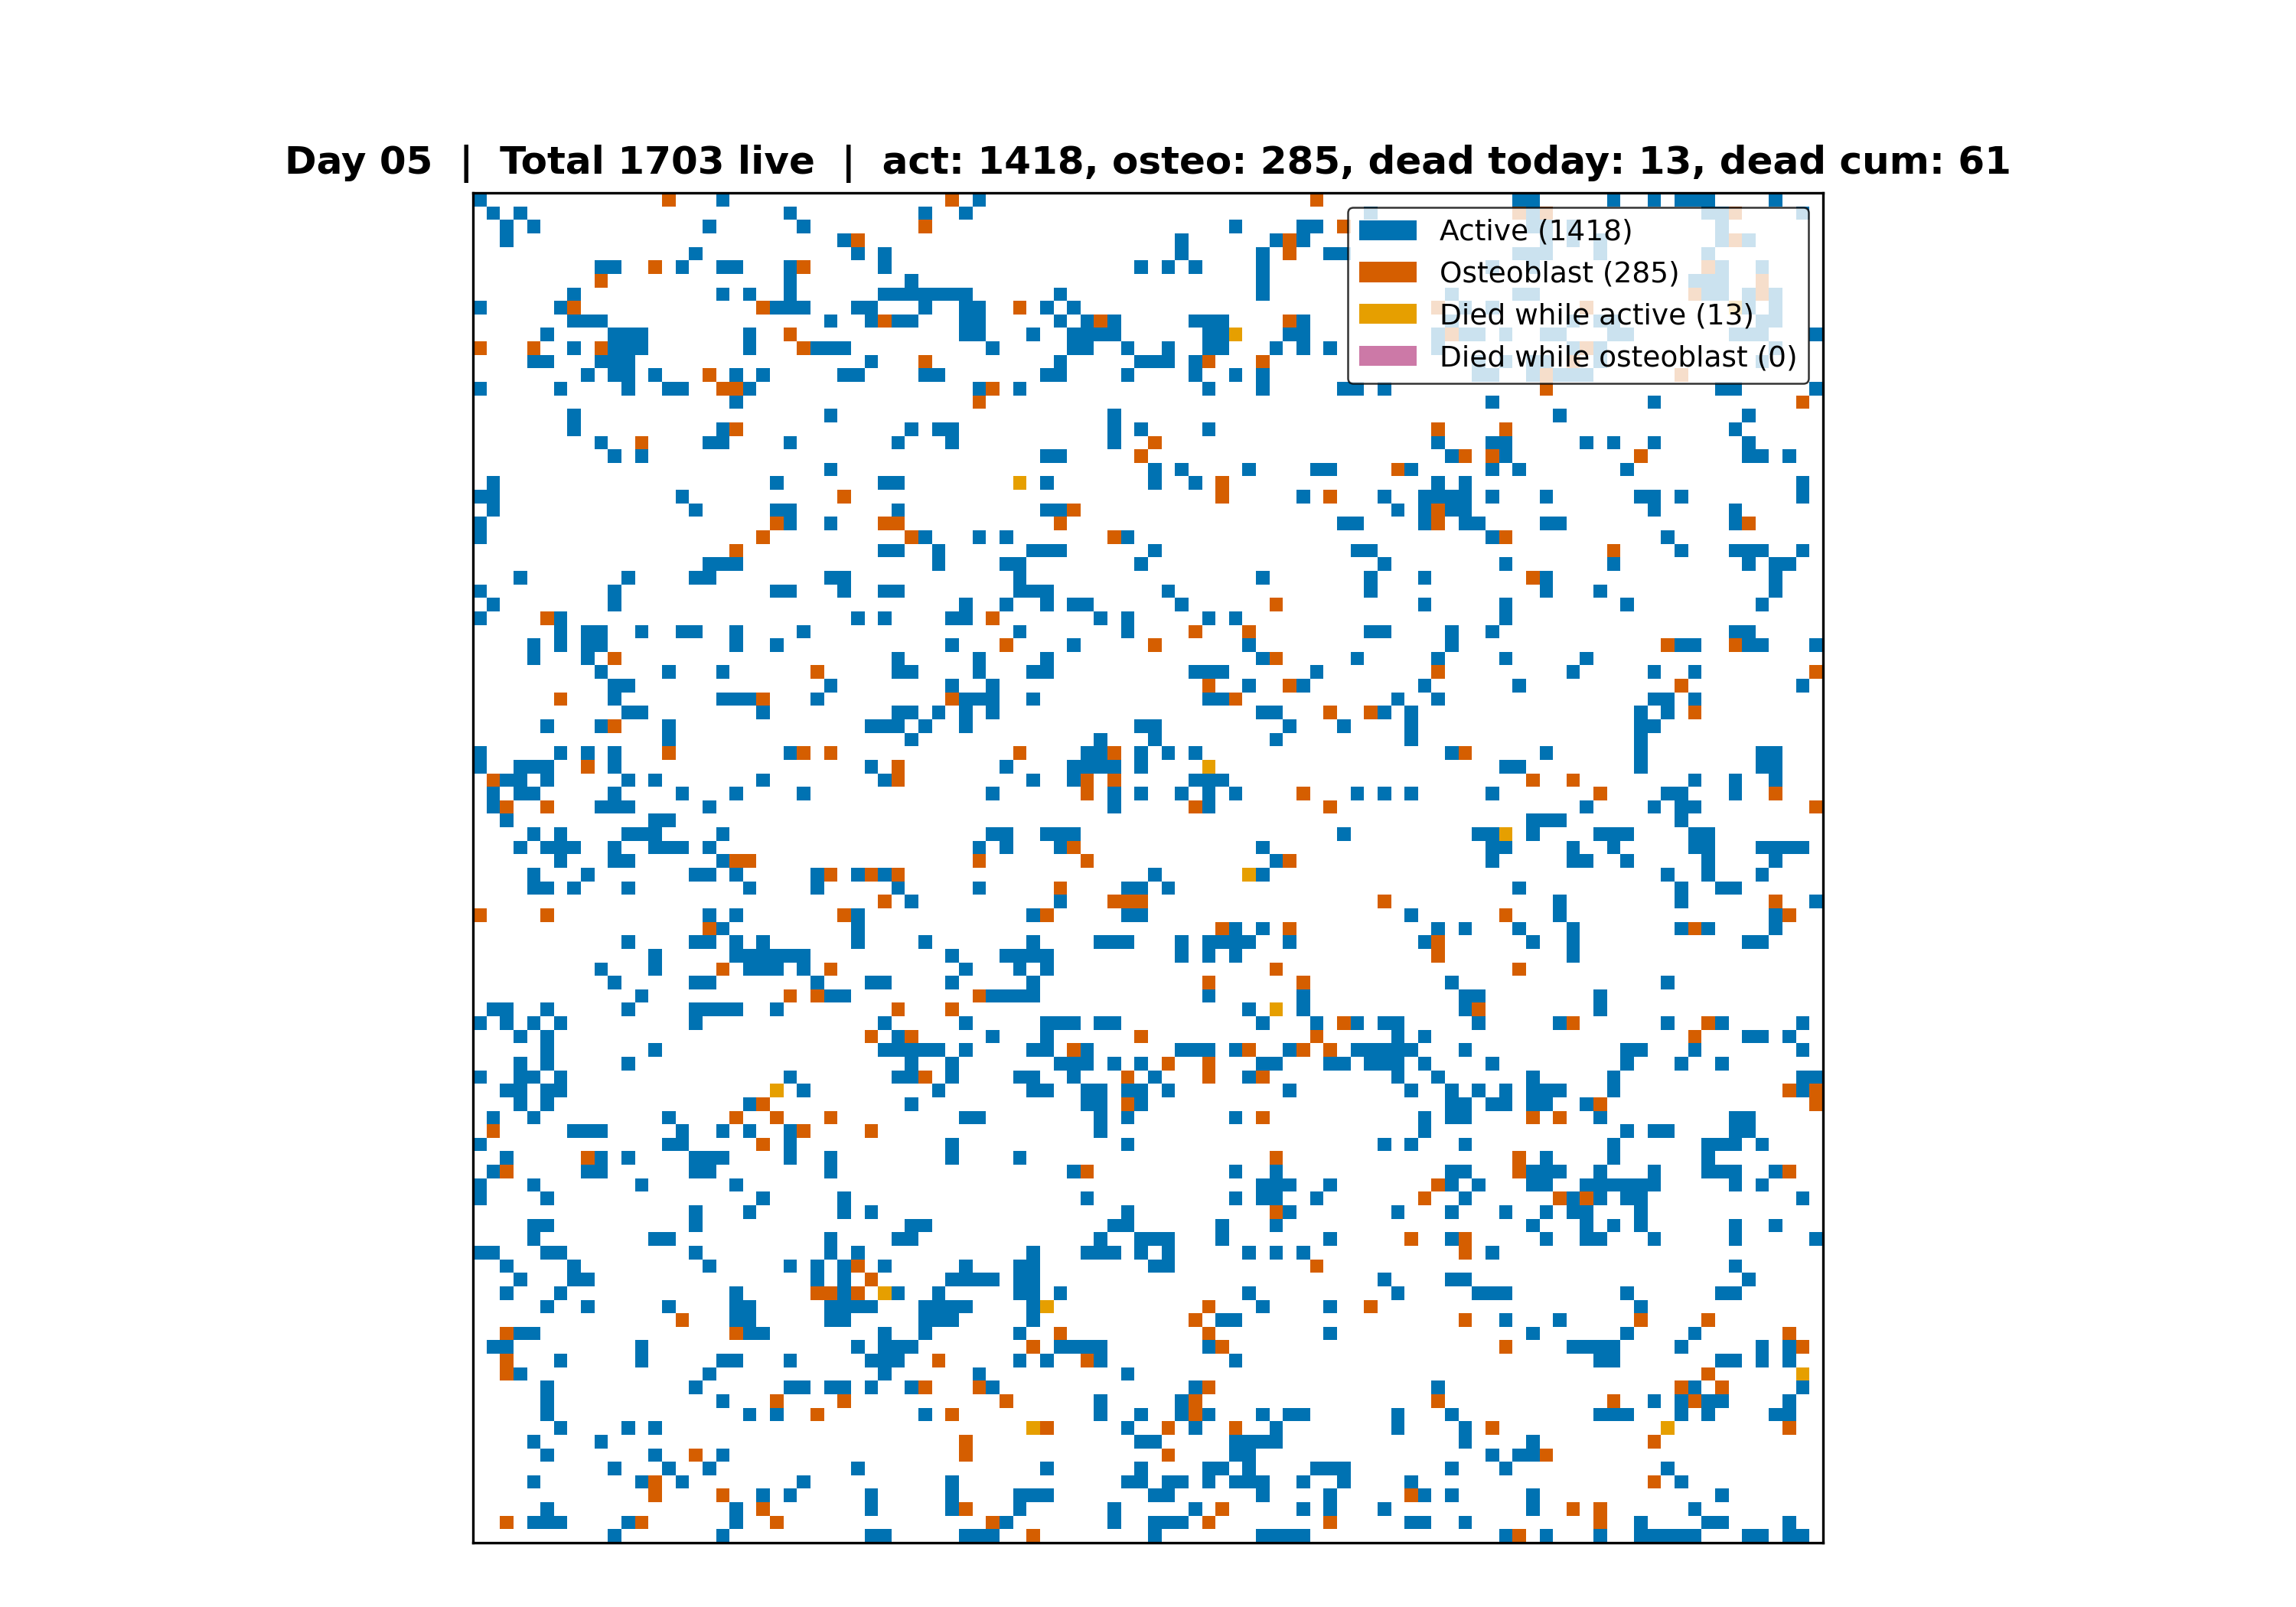 Day 05 | Total 1703 live | act: 1418, osteo: 285, dead today: 13, dead cum: 61
Active (1418)
Osteoblast (285)
Died while active (13)
Died while osteoblast (0)